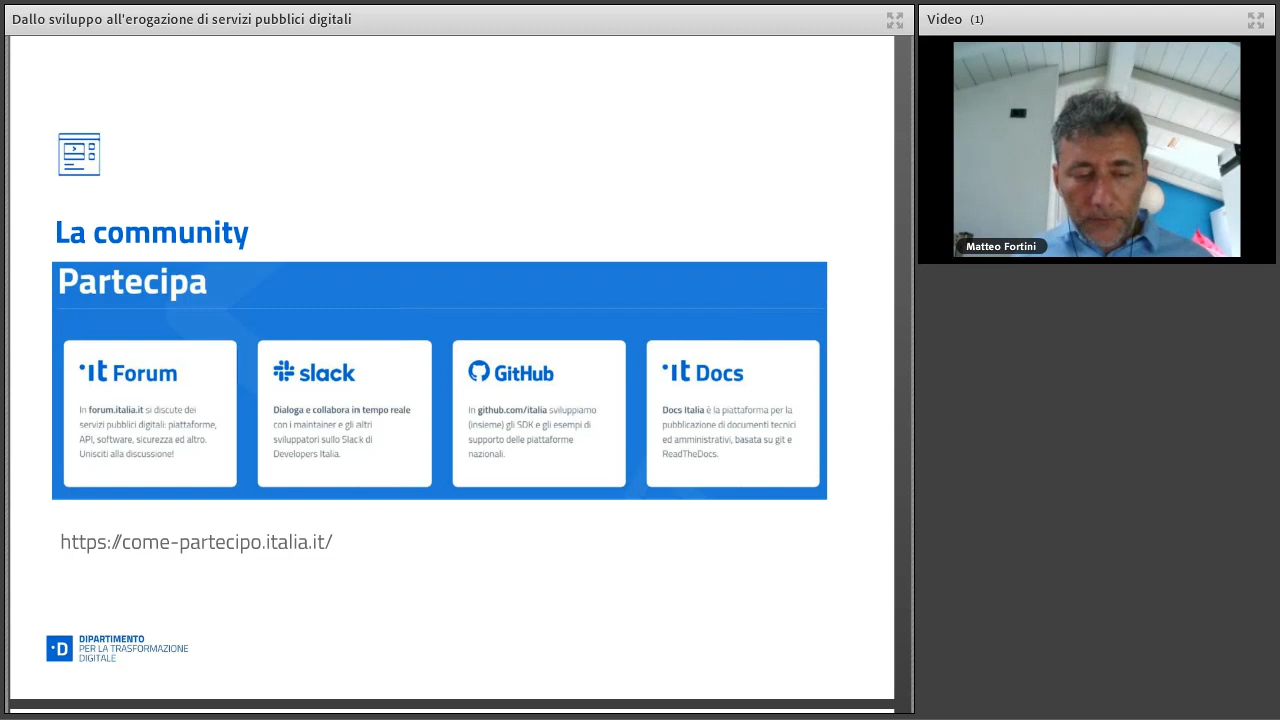 Dallo sviluppo all'erogazione di servizi pubblici digitali
Video (1)
Matteo Fortini
La community
Partecipa
·It Forum
In forum.italia.it si discute dei
servizi pubblici digitali: piattaforme,
API, software, sicurezza ed altro.
Unisciti alla discussione!
slack
Dialoga e collabora in tempo reale
con i maintainer e gli altri
sviluppatori sullo Slack di
Developers Italia.
GitHub
In github.com/italia sviluppiamo
(insieme) gli SDK e gli esempi di
supporto delle piattaforme
nazionali.
·It Docs
Docs Italia è la piattaforma per la
pubblicazione di documenti tecnici
ed amministrativi, basata su git e
ReadTheDocs.
https://come-partecipo.italia.it/
·D
DIPARTIMENTO
PER LA TRASFORMAZIONE
DIGITALE